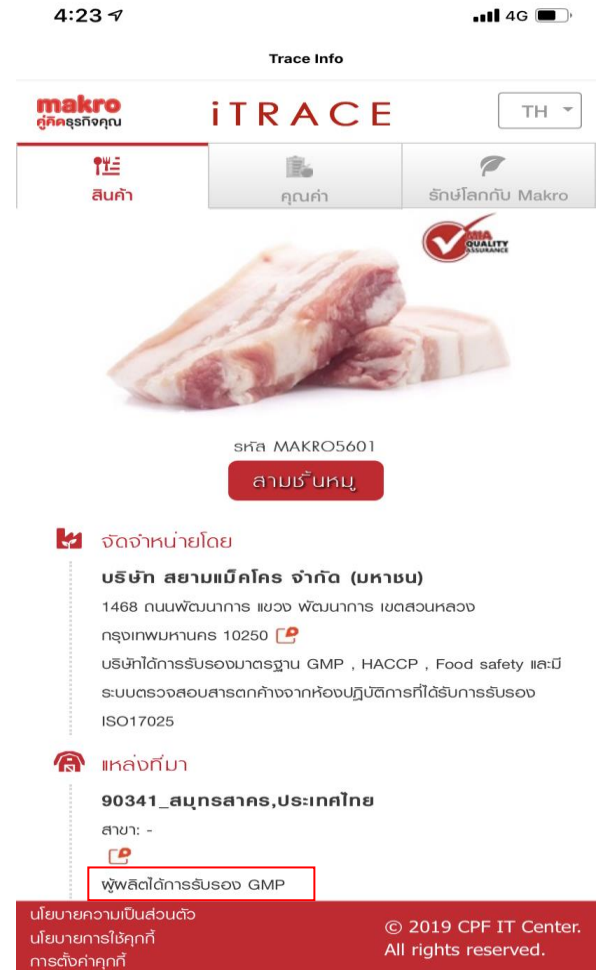 4:23
4G
Trace Info
makro
คู่คิดธุรกิจคุณ
iTRACE
TH
สินค้า
คุณค่า
รักษ์โลกกับ Makro
MIA
QUALITY
ASSURANCE
รหัส MAKRO5601
สามชั้นหมู
จัดจำหน่ายโดย
บริษัท สยามแม็คโคร จำกัด (มหาชน)
1468 ถนนพัฒนาการ แขวง พัฒนาการ เขตสวนหลวง
กรุงเทพมหานคร 10250
บริษัทได้การรับรองมาตรฐาน GMP , HACCP , Food safety และมี
ระบบตรวจสอบสารตกค้างจากห้องปฏิบัติการที่ได้รับการรับรอง
ISO17025
แหล่งที่มา
90341_สมุทรสาคร,ประเทศไทย
สาขา: -
ผู้ผลิตได้การรับรอง GMP
นโยบายความเป็นส่วนตัว
นโยบายการใช้คุกกี้
การตั้งค่าคุกกี้
© 2019 CPF IT Center.
All rights reserved.